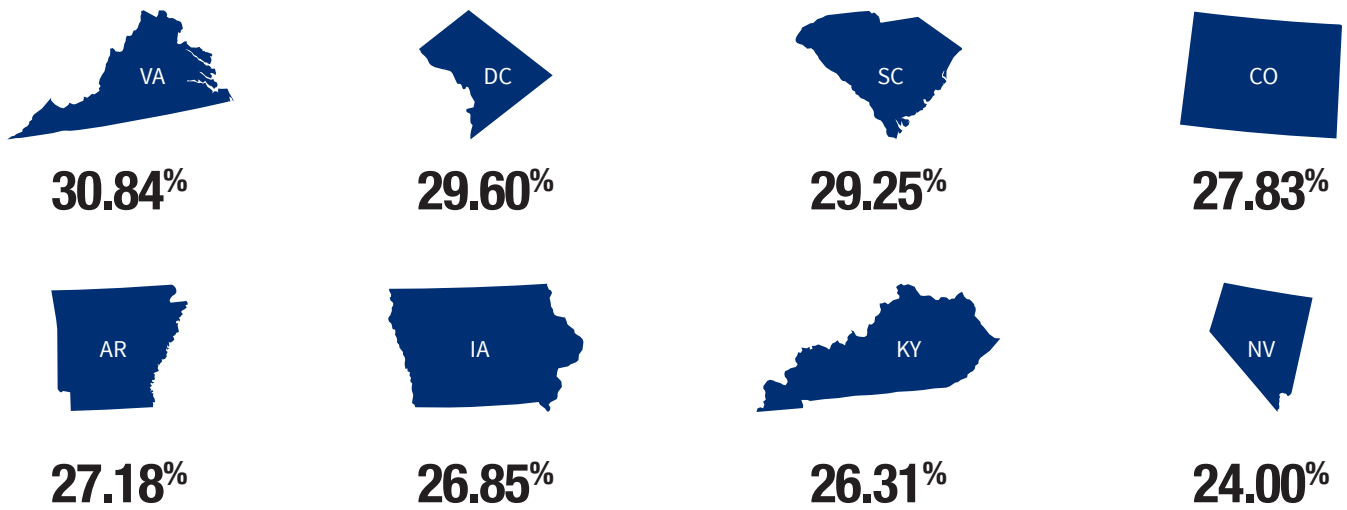 VA DC SC CO
30.84% 29.60% 29.25% 27.83%
AR IA KY NV
27.18% 26.85% 26.31% 24.00%